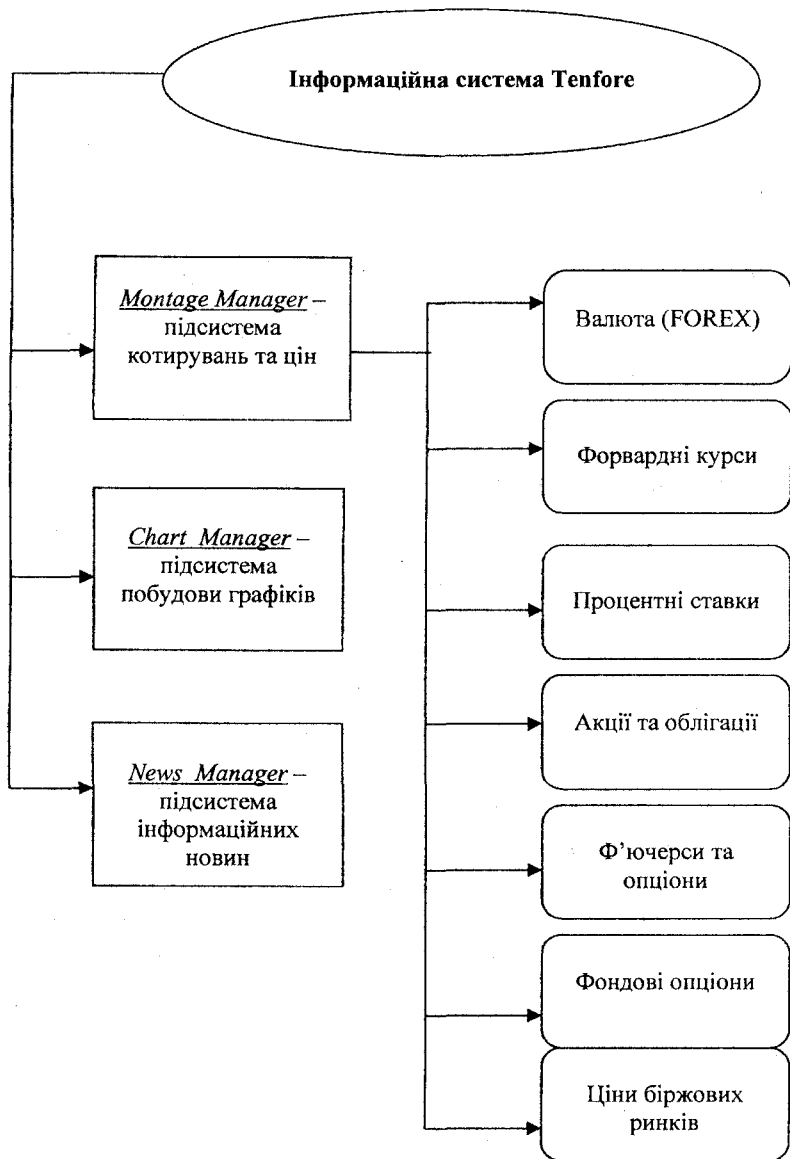 Інформаційна система Tenfore
Montage Manager –
підсистема
котирувань та цін
Chart Manager –
підсистема
побудови графіків
News Manager –
підсистема
інформаційних
новин
Валюта (FOREX)
Форвардні курси
Процентні ставки
Акції та облігації
Ф’ючерси та
опціони
Фондові опціони
Ціни біржових
ринків